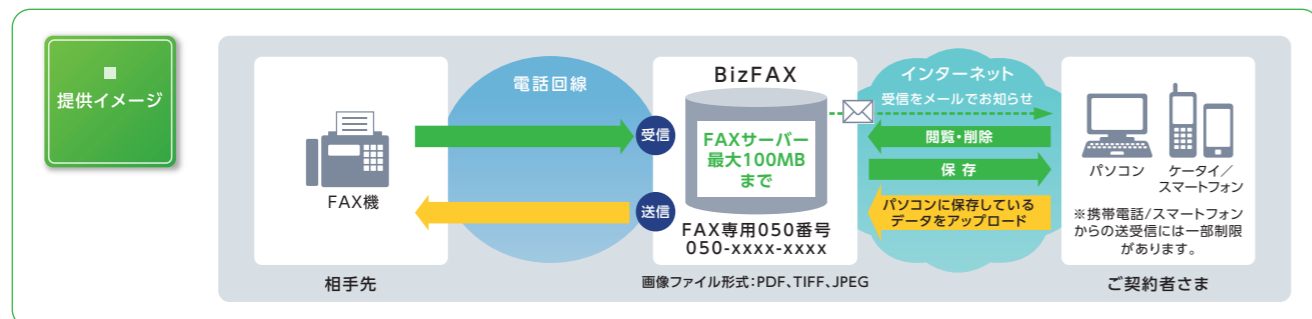 ■
提供イメージ
電話回線
BizFAX
インターネット
受信をメールでお知らせ
受信
FAXサーバー
最大100MB
まで
閲覧・削除
保存
FAX機
送信
パソコンに保存している
データをアップロード
パソコン
ケータイ／
スマートフォン
FAX専用050番号
050-xxxx-xxxx
※携帯電話/スマートフォン
からの送受信には一部制限
があります。
相手先
画像ファイル形式:PDF、TIFF、JPEG
ご契約者さま